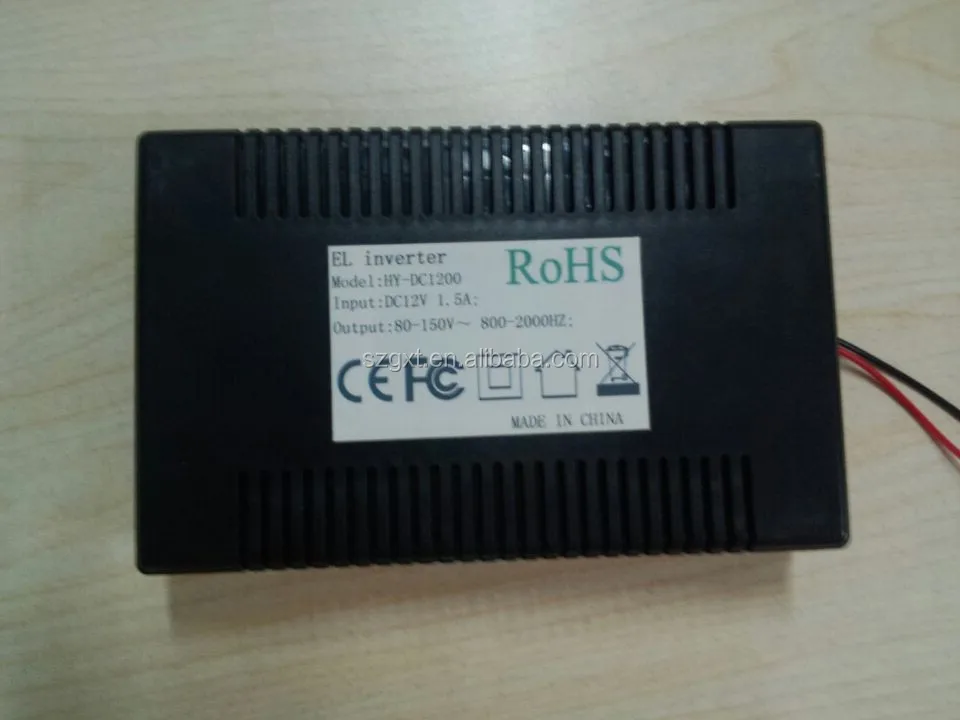 EL inverter
RoHS
Model:HY-DC1200
Input:DC12V 1.5A;
Output:80-150V～ 800-2000HZ;
szgxt.en.alibaba.com
CE FC
MADE IN CHINA